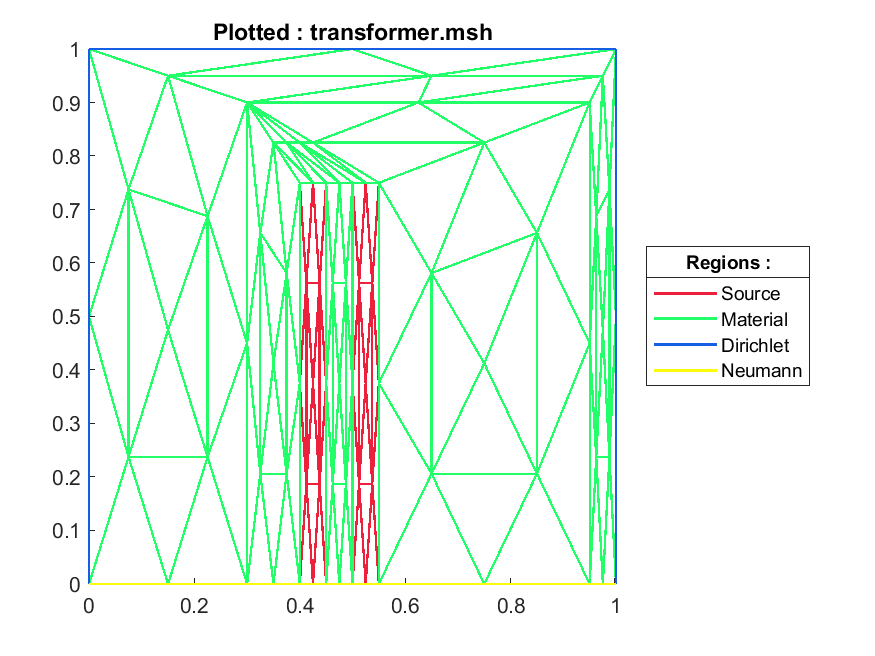 Plotted : transformer.msh
1
0.9
0.8
0.7
0.6
0.5
0.4
0.3
0.2
0.1
0
0 0.2 0.4 0.6 0.8 1
Regions :
Source
Material
Dirichlet
Neumann